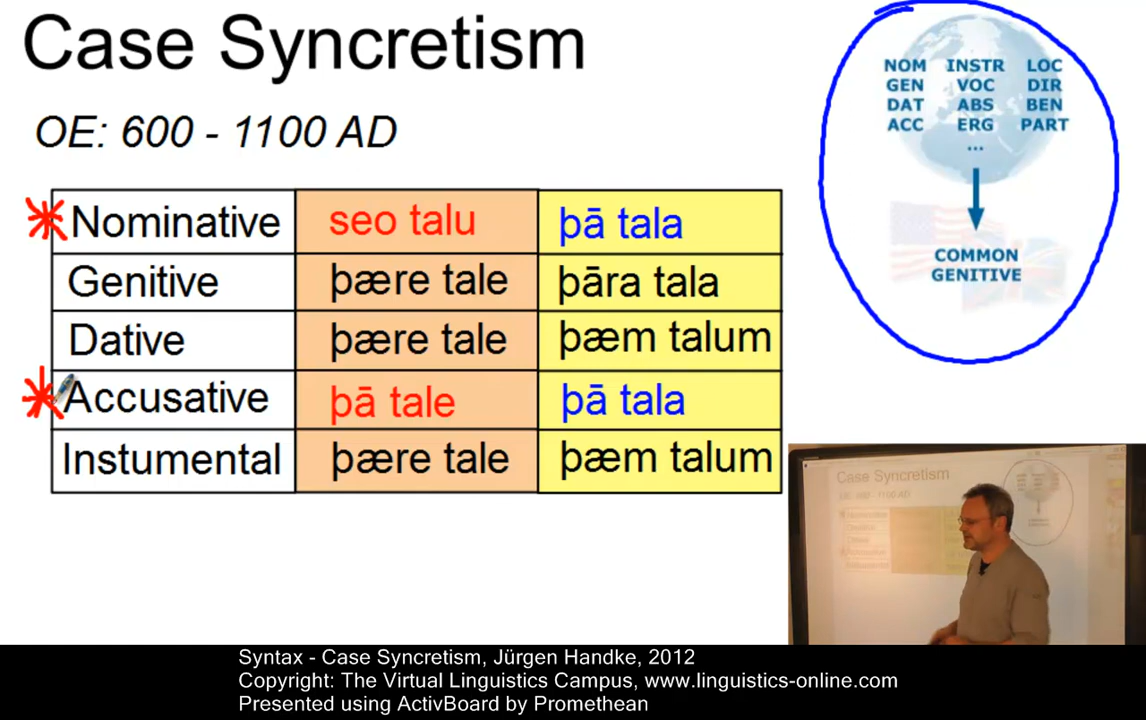 Case Syncretism
OE: 600 - 1100 AD
NOM INSTR LOC
GEN VOC DIR
DAT ABS BEN
ACC ERG PART
...
COMMON
GENITIVE
Nominative seo talu þā tala
Genitive þære tale þāra tala
Dative þære tale þæm talum
Accusative þā tale þā tala
Instumental þære tale þæm talum
Case Syncretism
Syntax - Case Syncretism, Jürgen Handke, 2012
Copyright: The Virtual Linguistics Campus, www.linguistics-online.com
Presented using ActivBoard by Promethean